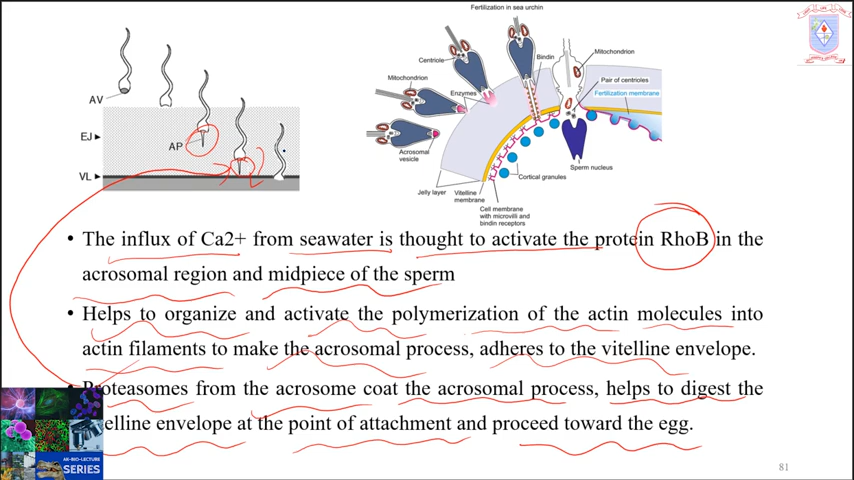 Fertilization in sea urchin
Centriole
Bindin
Mitochondrion
Mitochondrion
Enzymes
Pair of centrioles
Fertilization membrane
Acrosomal
vesicle
Sperm nucleus
Cortical granules
Jelly layer
Vitelline
membrane
Cell membrane
with microvilli and
bindin receptors
AV
EJ
AP
VL
• The influx of Ca2+ from seawater is thought to activate the protein RhoB in the
acrosomal region and midpiece of the sperm
• Helps to organize and activate the polymerization of the actin molecules into
actin filaments to make the acrosomal process, adheres to the vitelline envelope.
• Proteasomes from the acrosome coat the acrosomal process, helps to digest the
elline envelope at the point of attachment and proceed toward the egg.
AK-BIO-LECTURE
SERIES
81